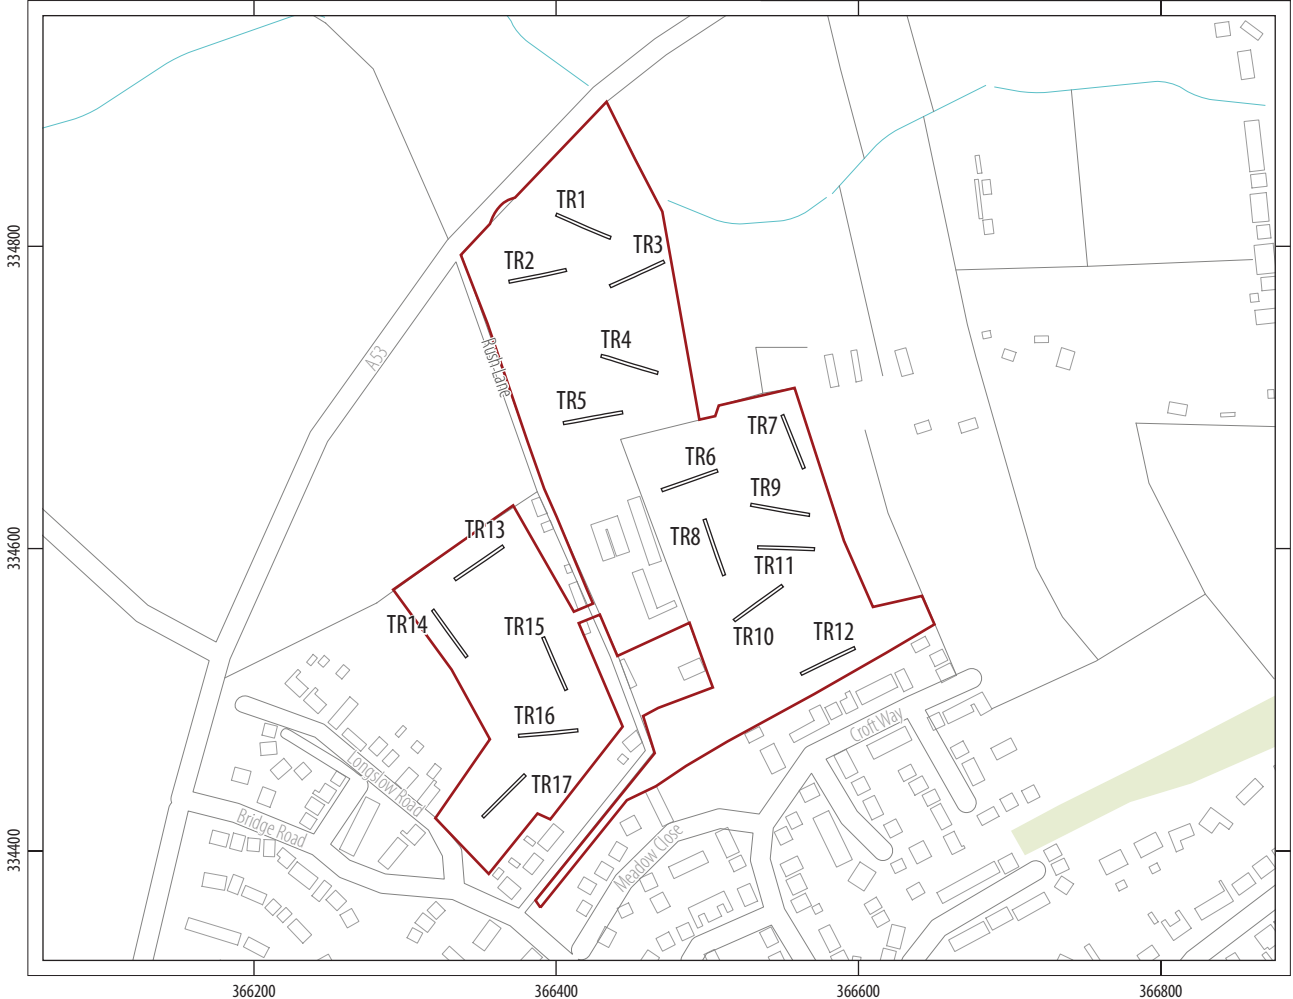 TR1
TR2
TR3
334800
TR4
A53
Rush Lane
TR5
TR7
TR6
TR9
TR13
TR8
334600
TR11
TR14
TR15
TR10
TR12
TR16
Croft Way
TR17
Longslow Road
Bridge Road
Meadow Close
334400
366200
366400
366600
366800